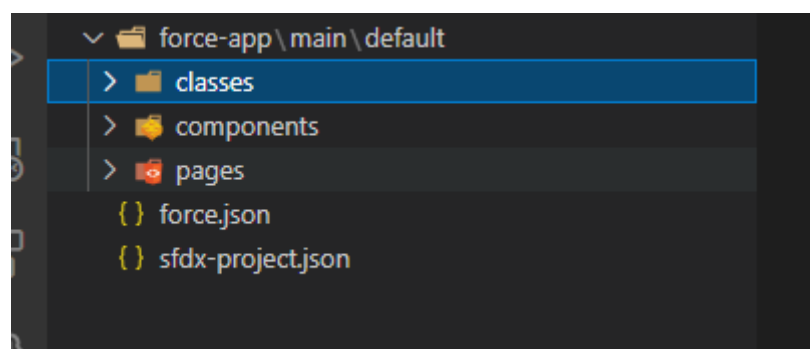 force-app\main\default
classes
components
pages
{} force.json
{} sfdx-project.json